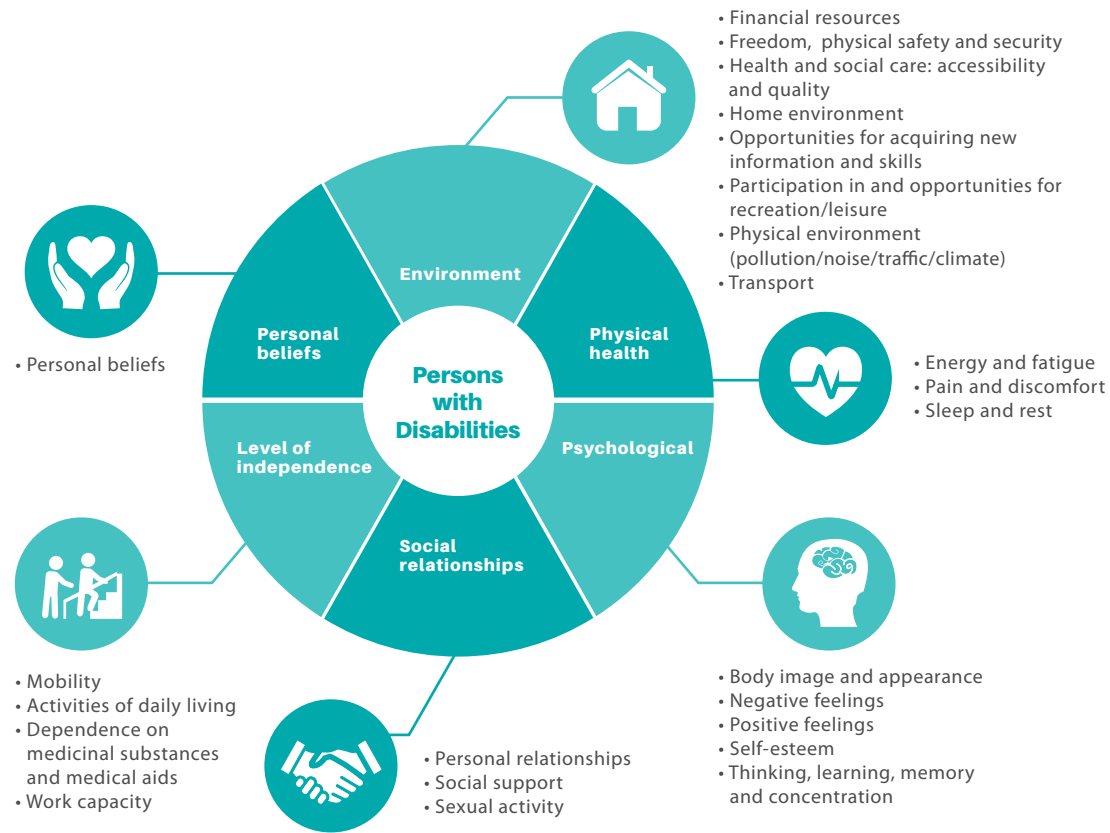 • Financial resources
• Freedom, physical safety and security
• Health and social care: accessibility
and quality
• Home environment
• Opportunities for acquiring new
information and skills
• Participation in and opportunities for
recreation/leisure
• Physical environment
(pollution/noise/traffic/climate)
• Transport
Environment
Personal
beliefs
Physical
health
Persons
with
Disabilities
• Personal beliefs
• Energy and fatigue
• Pain and discomfort
• Sleep and rest
Level of
independence
Psychological
Social
relationships
• Mobility
• Activities of daily living
• Dependence on
medicinal substances
and medical aids
• Work capacity
• Personal relationships
• Social support
• Sexual activity
• Body image and appearance
• Negative feelings
• Positive feelings
• Self-esteem
• Thinking, learning, memory
and concentration